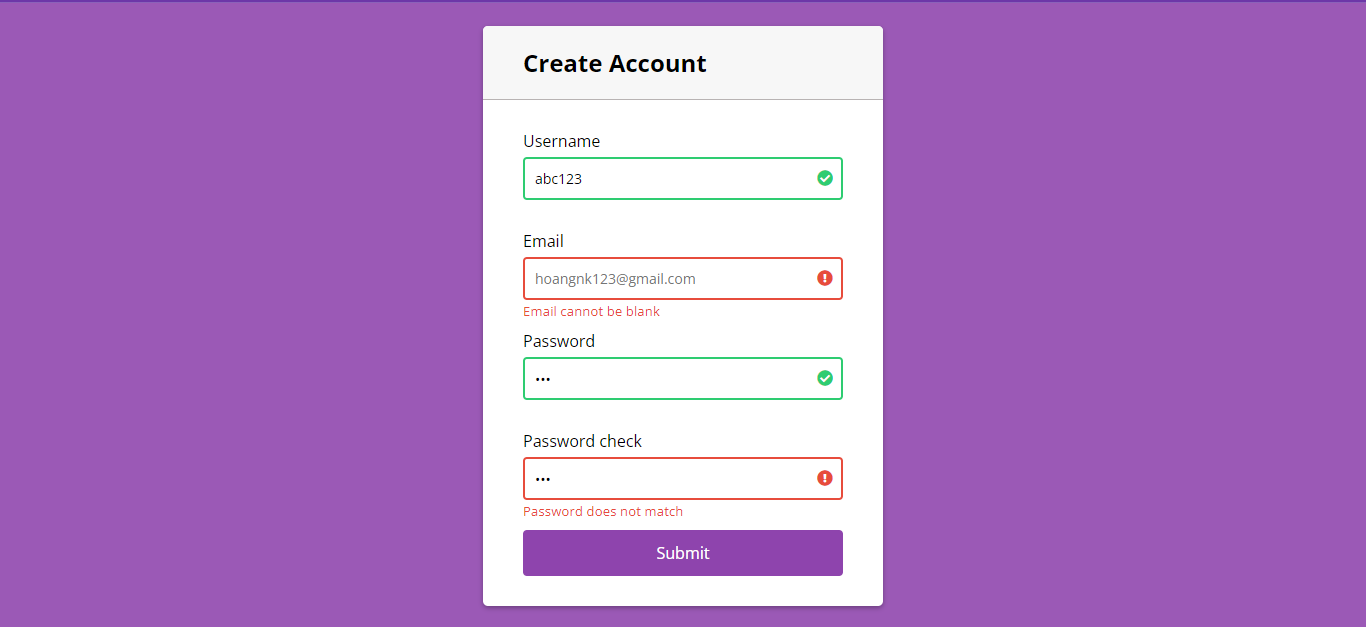 Create Account
Username
abc123
Email
hoangnk123@gmail.com
Email cannot be blank
Password
•••
Password check
•••
Password does not match
Submit